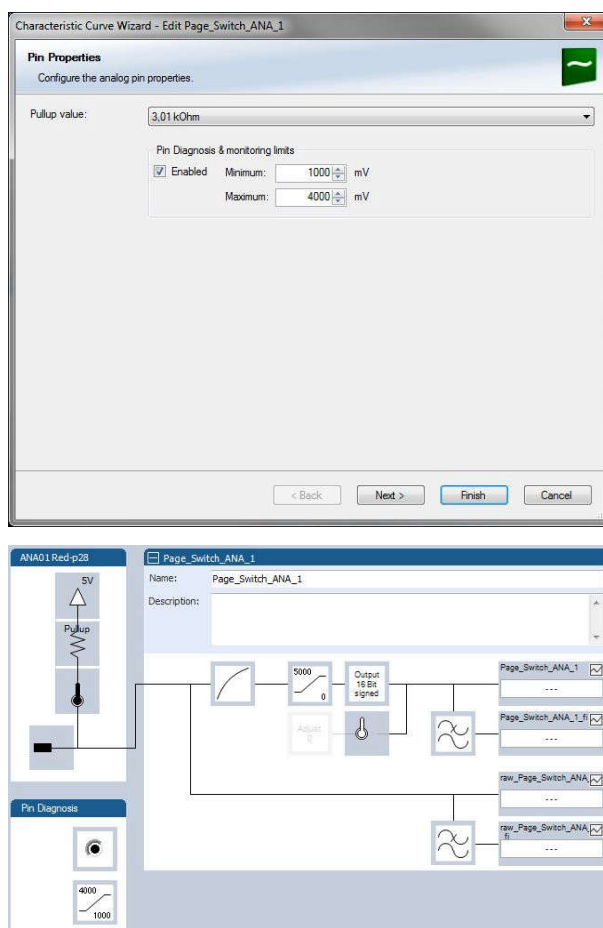 Characteristic Curve Wizard - Edit Page_Switch_ANA_1
Pin Properties
Configure the analog pin properties.
Pullup value:
3,01 kOhm
Pin Diagnosis & monitoring limits
Enabled Minimum: 1000 mV
Maximum: 4000 mV
< Back Next > Finish Cancel
ANA01 Red-p28
5V
Pullup
Page_Switch_ANA_1
Name: Page_Switch_ANA_1
Description:
5000
0
Output
16 Bit
signed
Adjust
0
Page_Switch_ANA_1
---
Page_Switch_ANA_1_fi
---
raw_Page_Switch_ANA_
---
raw_Page_Switch_ANA_
fi
---
Pin Diagnosis
4000
1000